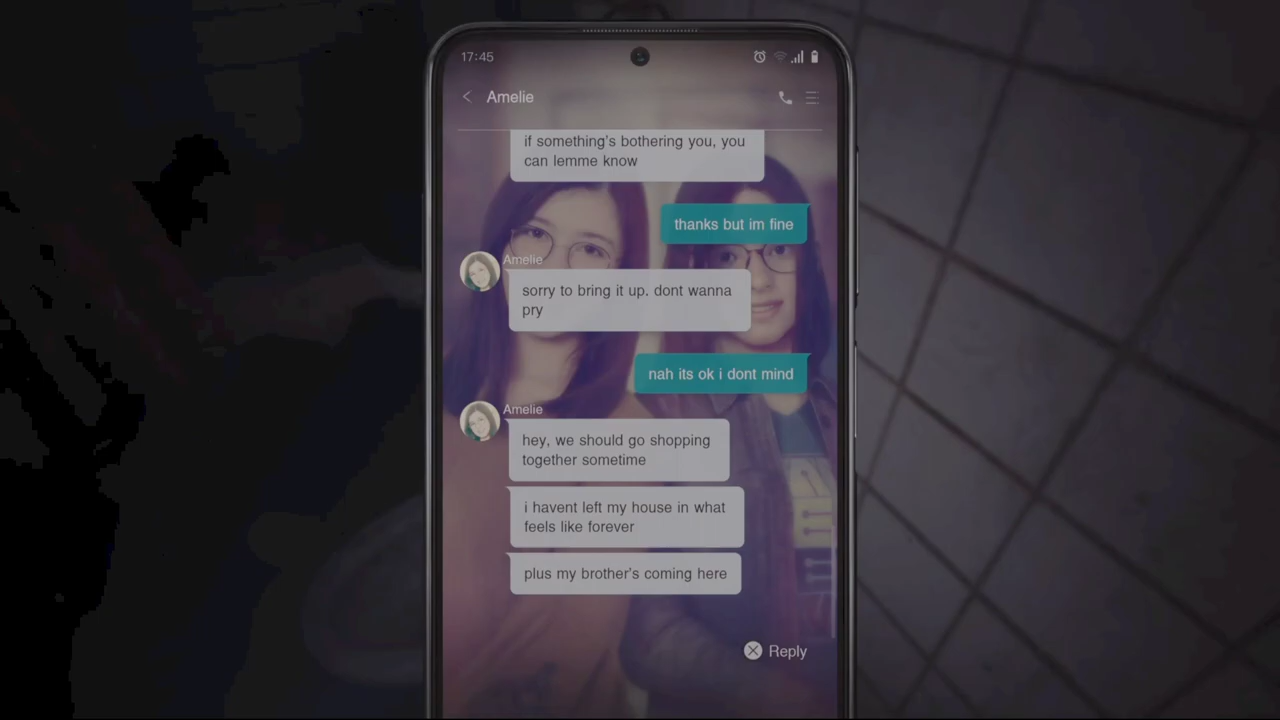 17:45
Amelie
if something's bothering you, you
can lemme know
thanks but im fine
Amelie
sorry to bring it up. dont wanna
pry
nah its ok i dont mind
Amelie
hey, we should go shopping
together sometime
i havent left my house in what
feels like forever
plus my brother's coming here
Reply